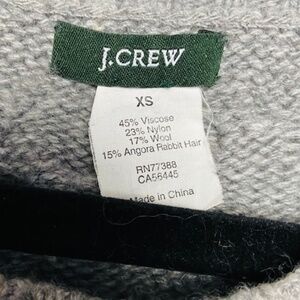 J.CREW
XS
45% Viscose
23% Nylon
17% Wool
15% Angora Rabbit Hair
RN77388
CA56445
Made in China